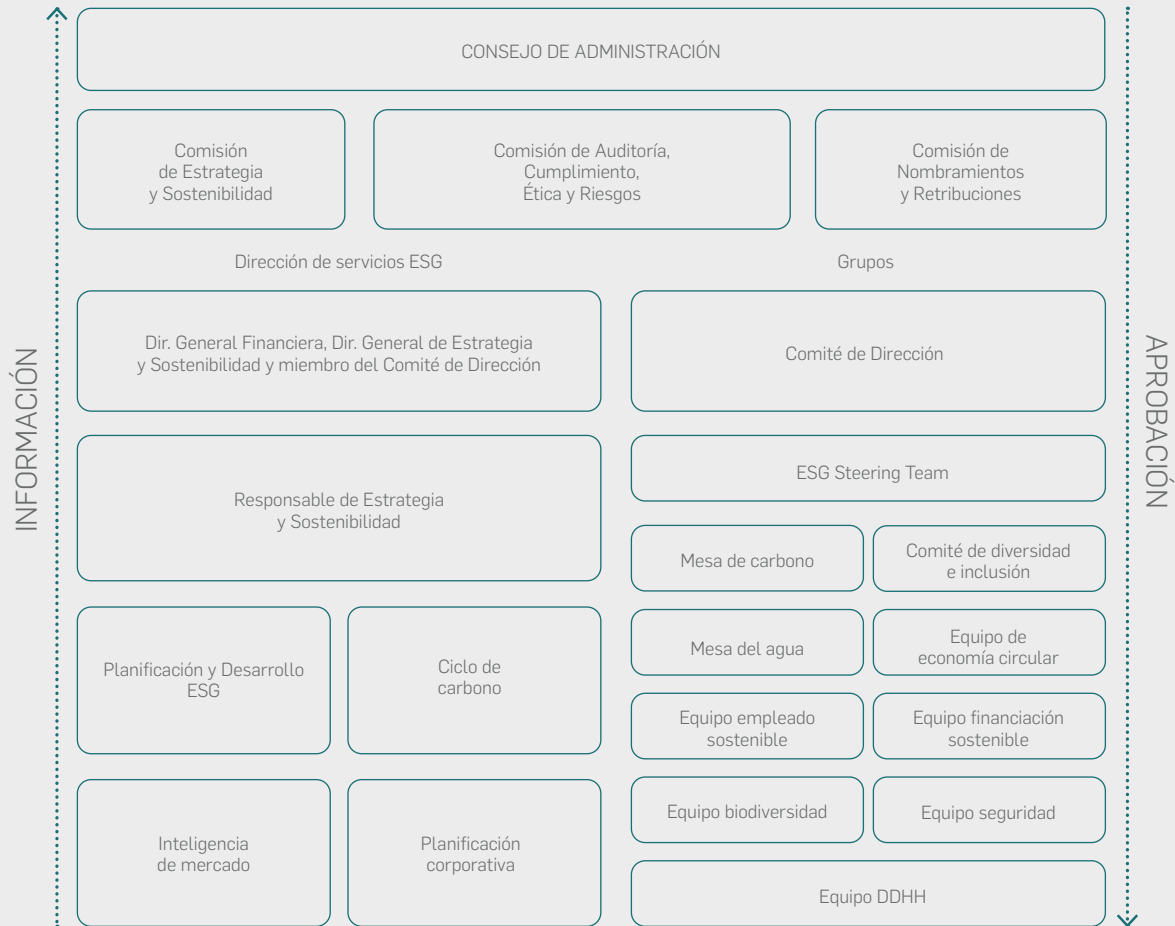 CONSEJO DE ADMINISTRACIÓN
Comisión
de Estrategia
y Sostenibilidad
Comisión de Auditoría,
Cumplimiento,
Ética y Riesgos
Comisión de
Nombramientos
y Retribuciones
Dirección de servicios ESG
Grupos
Dir. General Financiera, Dir. General de Estrategia
y Sostenibilidad y miembro del Comité de Dirección
Comité de Dirección
Responsable de Estrategia
y Sostenibilidad
ESG Steering Team
Mesa de carbono
Comité de diversidad
e inclusión
Mesa del agua
Equipo de
economía circular
Planificación y Desarrollo
ESG
Ciclo de
carbono
Equipo empleado
sostenible
Equipo financiación
sostenible
Equipo biodiversidad
Equipo seguridad
Inteligencia
de mercado
Planificación
corporativa
Equipo DDHH
INFORMACIÓN
APROBACIÓN